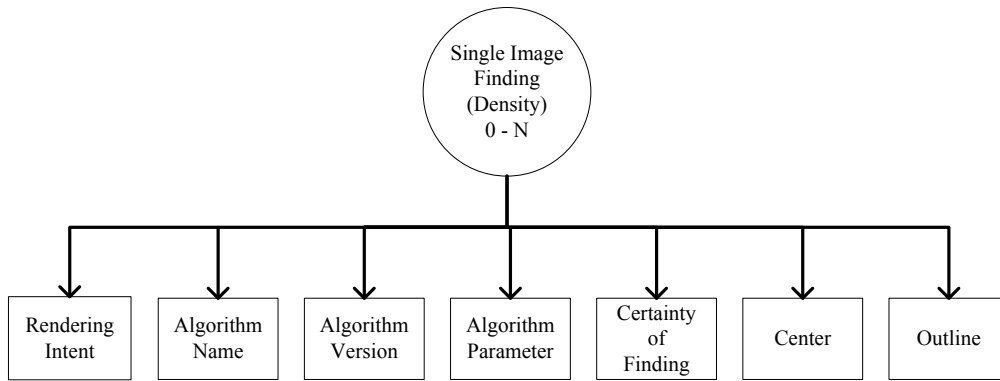 Single Image
Finding
(Density)
0 - N
Rendering
Intent
Algorithm
Name
Algorithm
Version
Algorithm
Parameter
Certainty
of
Finding
Center
Outline